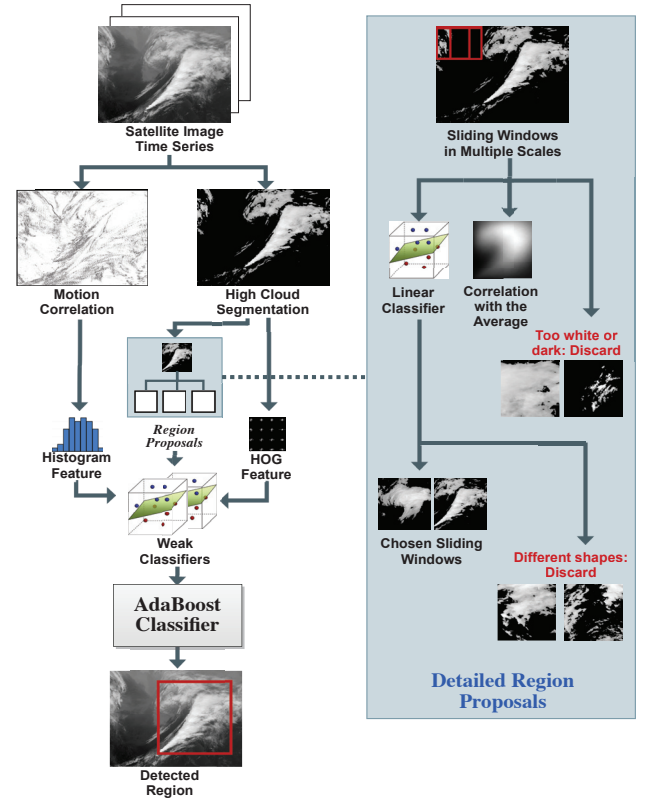 Satellite Image
Time Series
Motion
Correlation
High Cloud
Segmentation
Region
Proposals
Histogram
Feature
HOG
Feature
Weak
Classifiers
AdaBoost
Classifier
Detected
Region
Sliding Windows
in Multiple Scales
Linear
Classifier
Correlation
with the
Average
Too white or
dark: Discard
Chosen Sliding
Windows
Different shapes:
Discard
Detailed Region
Proposals